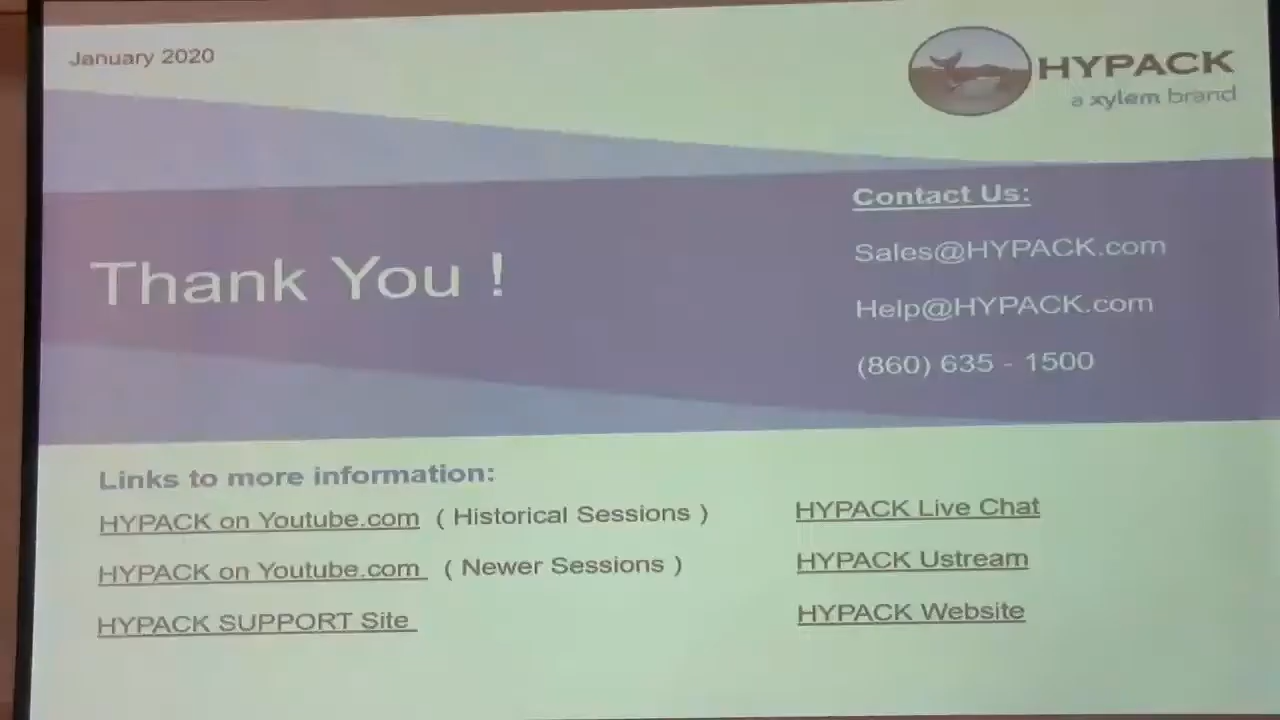 January 2020
HYPACK
a xylem brand
Contact Us:
Sales@HYPACK.com
Thank You !
Help@HYPACK.com
(860) 635 - 1500
Links to more information:
HYPACK on Youtube.com ( Historical Sessions )
HYPACK Live Chat
HYPACK on Youtube.com ( Newer Sessions )
HYPACK Ustream
HYPACK SUPPORT Site
HYPACK Website